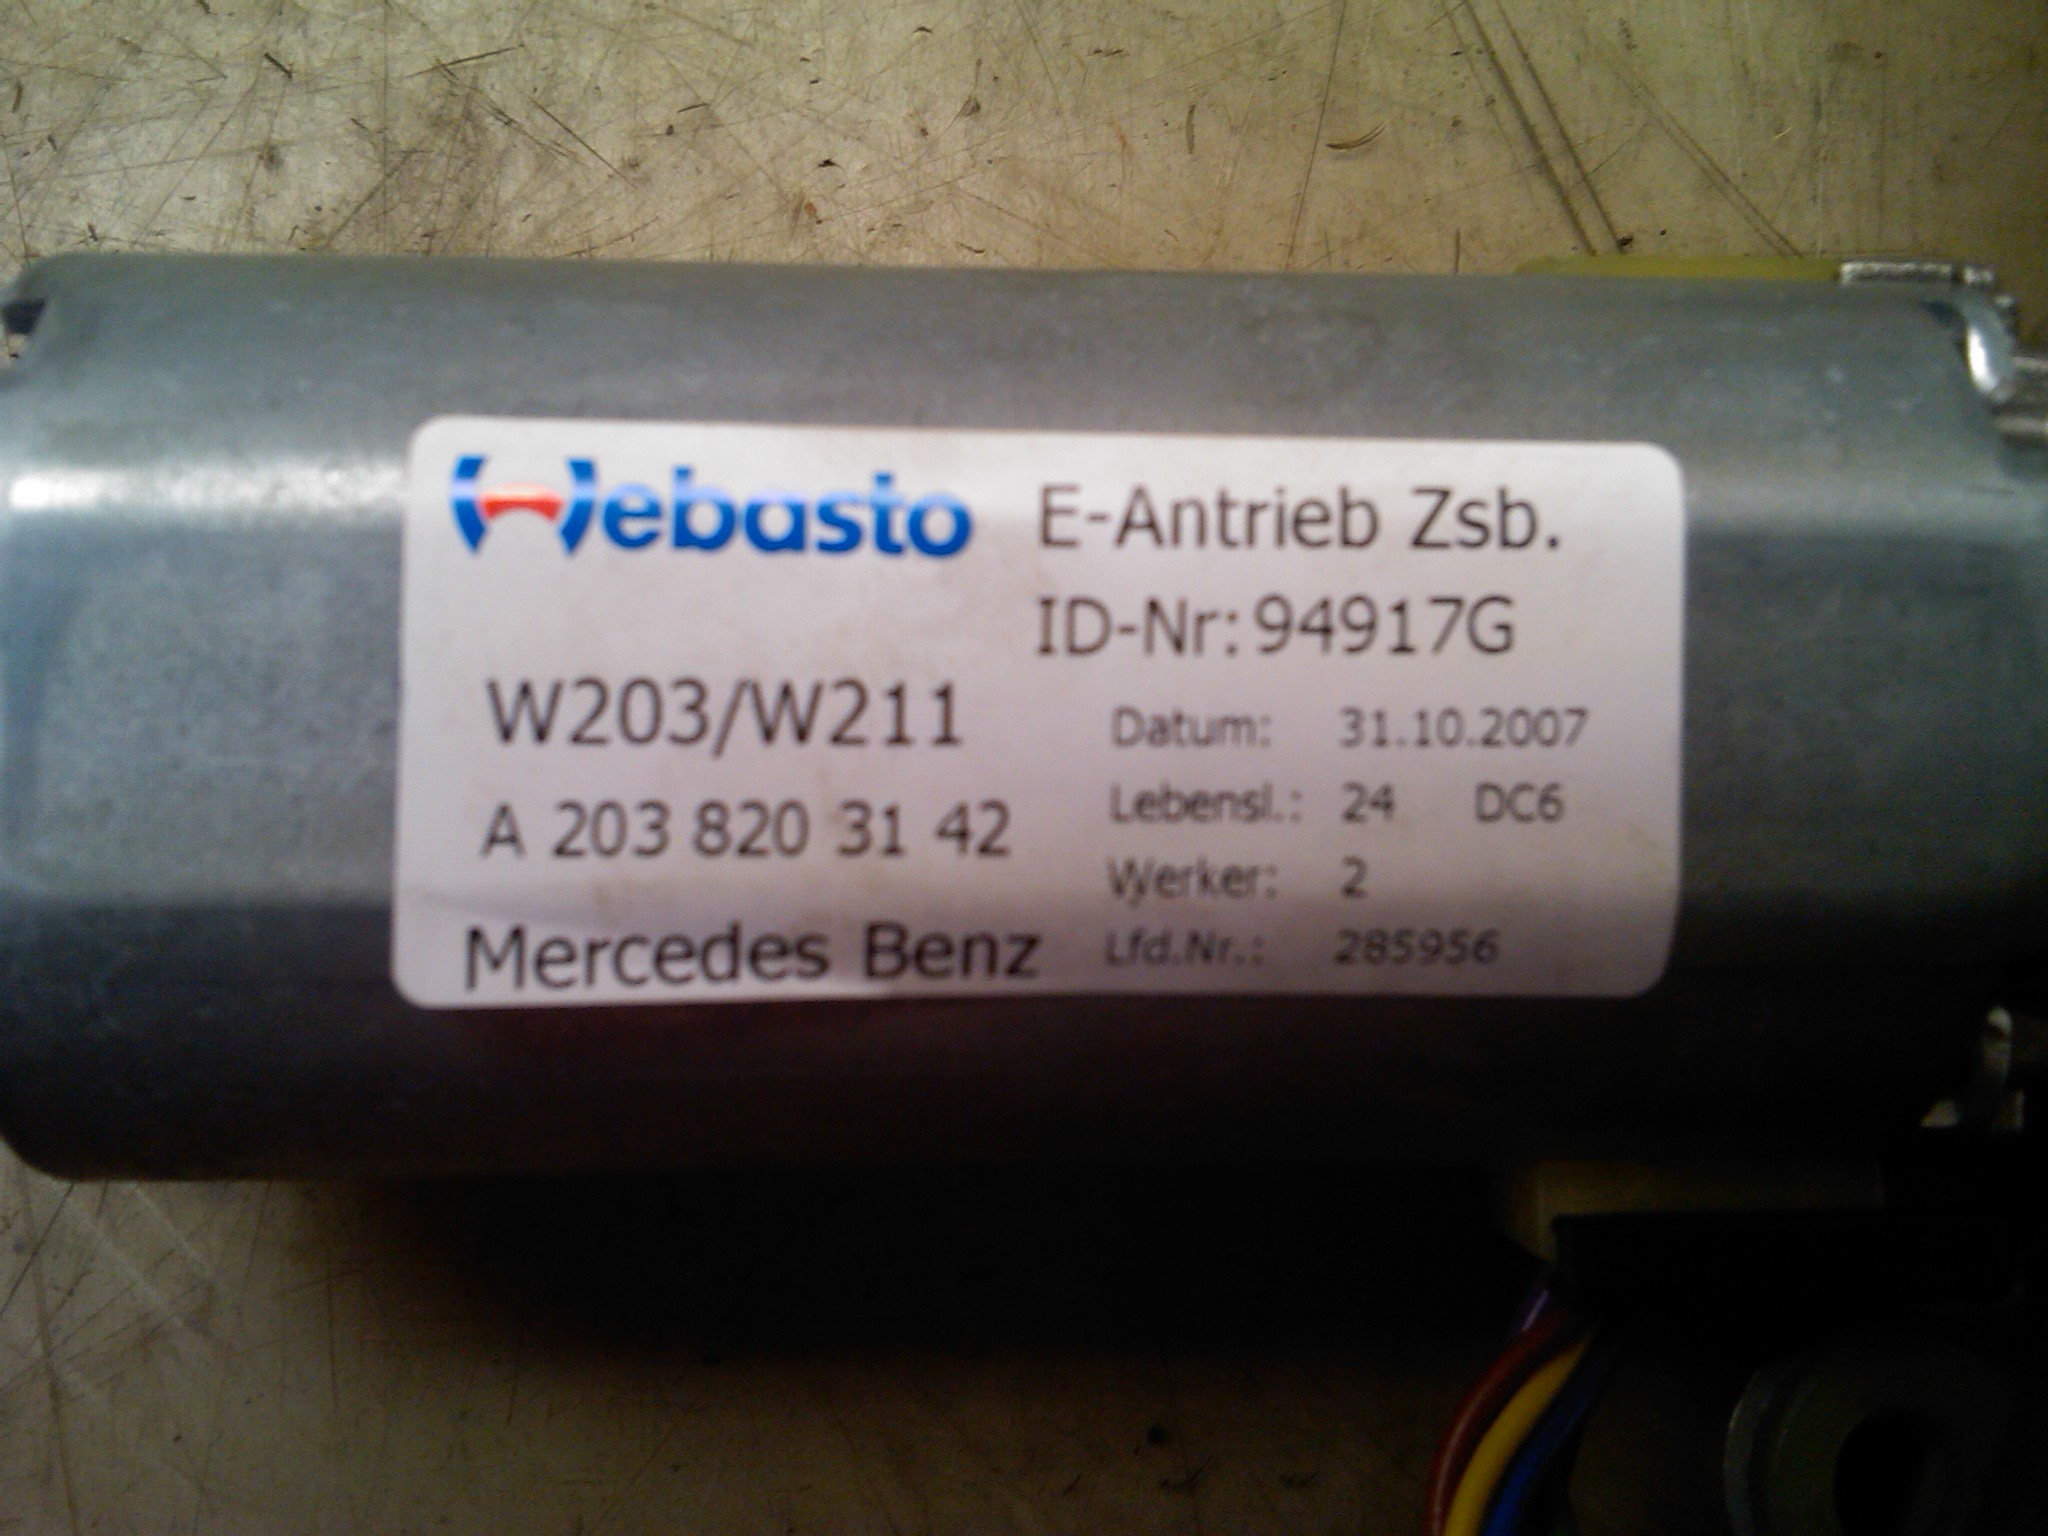 Webasto
E-Antrieb Zsb.
ID-Nr: 94917G
W203/W211
A 203 820 31 42
Mercedes Benz
Datum: 31.10.2007
Lebensl.: 24 DC6
Werker: 2
Lfd.Nr.: 285956